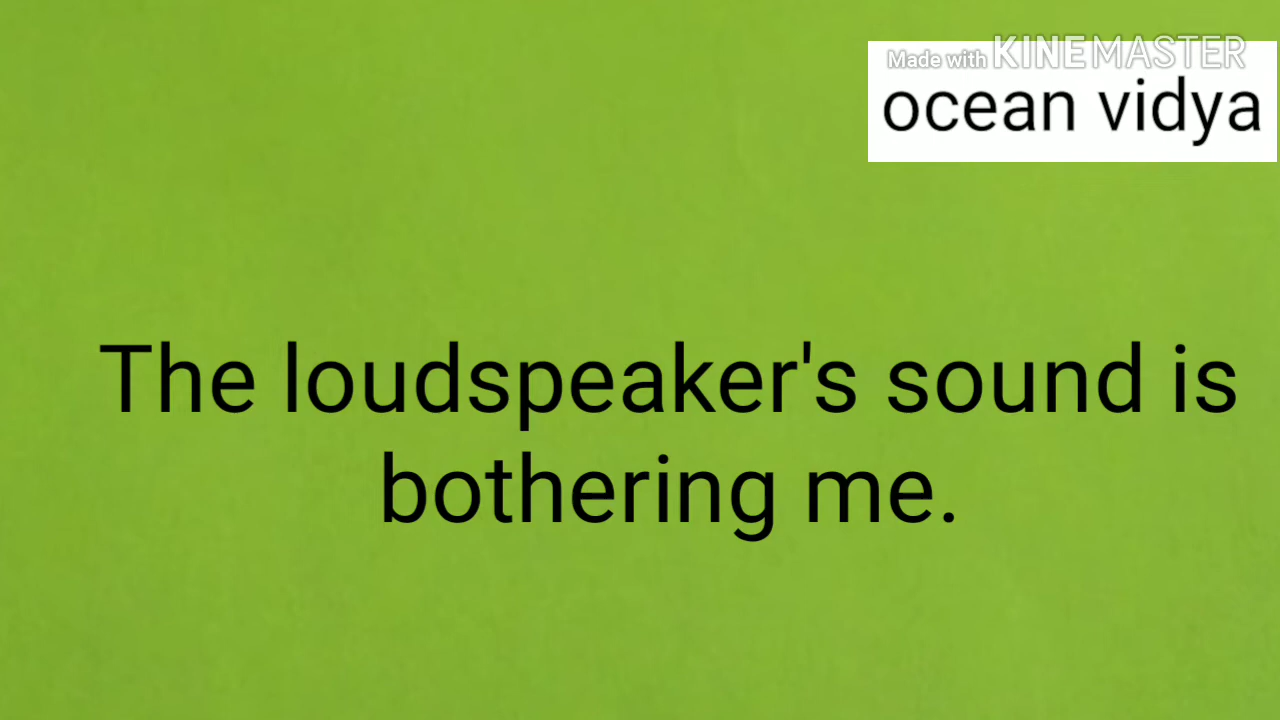 Made with KINEMASTER
ocean vidya
The loudspeaker's sound is
bothering me.